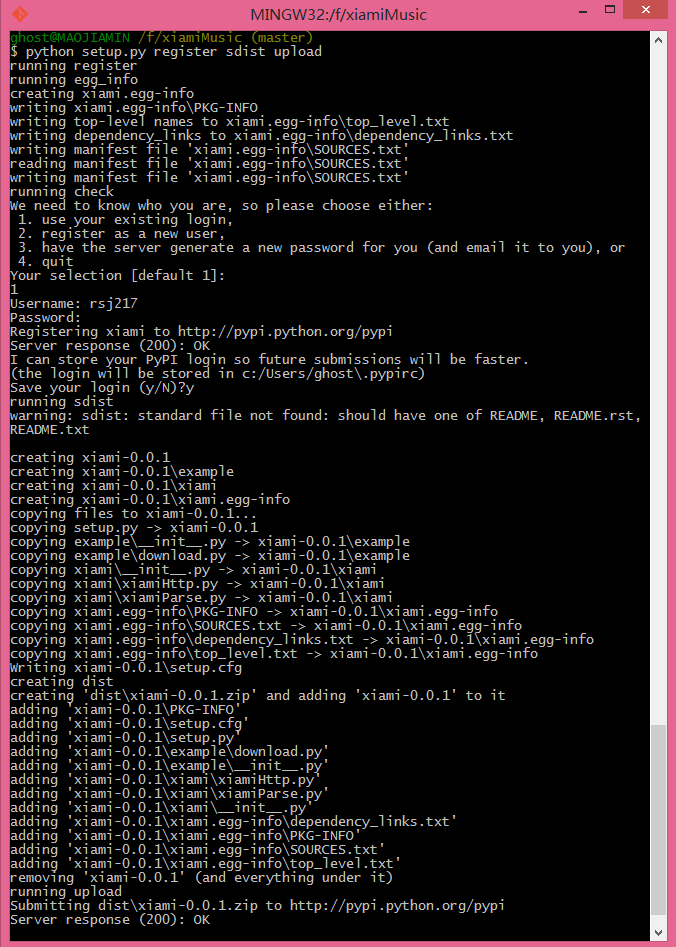 MINGW32:/f/xiamiMusic
ghost@MAOJIAMIN /f/xiamiMusic (master)
$ python setup.py register sdist upload
running register
running egg_info
creating xiami.egg-info
writing xiami.egg-info\PKG-INFO
writing top-level names to xiami.egg-info\top_level.txt
writing dependency_links to xiami.egg-info\dependency_links.txt
writing manifest file 'xiami.egg-info\SOURCES.txt'
reading manifest file 'xiami.egg-info\SOURCES.txt'
writing manifest file 'xiami.egg-info\SOURCES.txt'
running check
We need to know who you are, so please choose either:
 1. use your existing login,
 2. register as a new user,
 3. have the server generate a new password for you (and email it to you), or
 4. quit
Your selection [default 1]:
1
Username: rsj217
Password:
Registering xiami to http://pypi.python.org/pypi
Server response (200): OK
I can store your PyPI login so future submissions will be faster.
(the login will be stored in c:/Users/ghost\.pypirc)
Save your login (y/N)?y
running sdist
warning: sdist: standard file not found: should have one of README, README.rst,
README.txt

creating xiami-0.0.1
creating xiami-0.0.1\example
creating xiami-0.0.1\xiami
creating xiami-0.0.1\xiami.egg-info
copying files to xiami-0.0.1...
copying setup.py -> xiami-0.0.1
copying example\__init__.py -> xiami-0.0.1\example
copying example\download.py -> xiami-0.0.1\example
copying xiami\__init__.py -> xiami-0.0.1\xiami
copying xiami\xiamiHttp.py -> xiami-0.0.1\xiami
copying xiami\xiamiParse.py -> xiami-0.0.1\xiami
copying xiami.egg-info\PKG-INFO -> xiami-0.0.1\xiami.egg-info
copying xiami.egg-info\SOURCES.txt -> xiami-0.0.1\xiami.egg-info
copying xiami.egg-info\dependency_links.txt -> xiami-0.0.1\xiami.egg-info
copying xiami.egg-info\top_level.txt -> xiami-0.0.1\xiami.egg-info
Writing xiami-0.0.1\setup.cfg
creating dist
creating 'dist\xiami-0.0.1.zip' and adding 'xiami-0.0.1' to it
adding 'xiami-0.0.1\PKG-INFO'
adding 'xiami-0.0.1\setup.cfg'
adding 'xiami-0.0.1\setup.py'
adding 'xiami-0.0.1\example\download.py'
adding 'xiami-0.0.1\example\__init__.py'
adding 'xiami-0.0.1\xiami\xiamiHttp.py'
adding 'xiami-0.0.1\xiami\xiamiParse.py'
adding 'xiami-0.0.1\xiami\__init__.py'
adding 'xiami-0.0.1\xiami.egg-info\dependency_links.txt'
adding 'xiami-0.0.1\xiami.egg-info\PKG-INFO'
adding 'xiami-0.0.1\xiami.egg-info\SOURCES.txt'
adding 'xiami-0.0.1\xiami.egg-info\top_level.txt'
removing 'xiami-0.0.1' (and everything under it)
running upload
Submitting dist\xiami-0.0.1.zip to http://pypi.python.org/pypi
Server response (200): OK